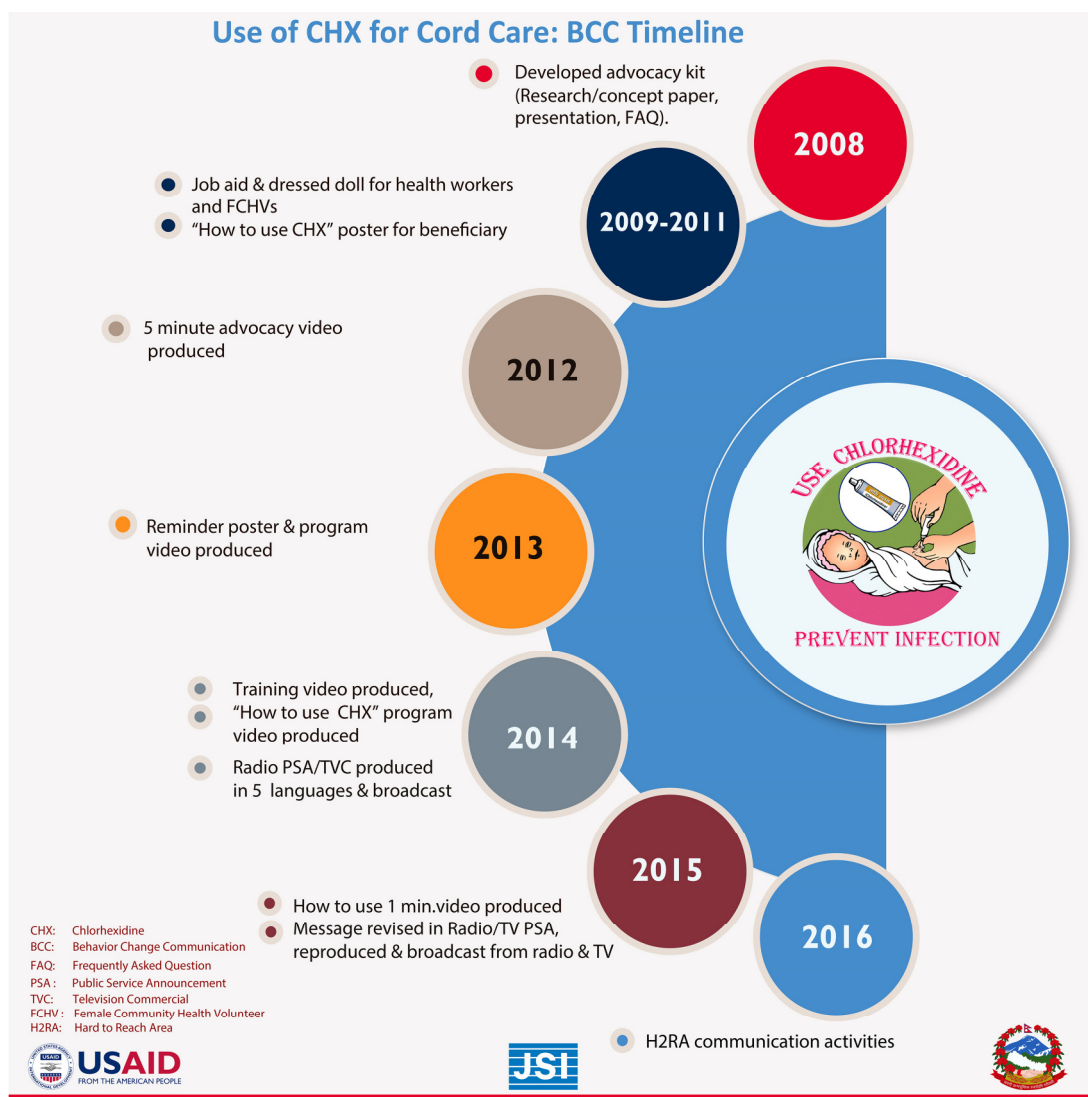 Use of CHX for Cord Care: BCC Timeline
Developed advocacy kit
(Research/concept paper,
presentation, FAQ).
2008
Job aid & dressed doll for health workers
and FCHVs
"How to use CHX" poster for beneficiary
2009-2011
5 minute advocacy video
produced
2012
Reminder poster & program
video produced
2013
USE CHLORHEXIDINE
PREVENT INFECTION
Training video produced,
"How to use CHX" program
video produced
Radio PSA/TVC produced
in 5 languages & broadcast
2014
How to use 1 min.video produced
Message revised in Radio/TV PSA,
reproduced & broadcast from radio & TV
2015
2016
H2RA communication activities
CHX: Chlorhexidine
BCC: Behavior Change Communication
FAQ: Frequently Asked Question
PSA : Public Service Announcement
TVC: Television Commercial
FCHV : Female Community Health Volunteer
H2RA: Hard to Reach Area
USAID
USAID
FROM THE AMERICAN PEOPLE
JSI